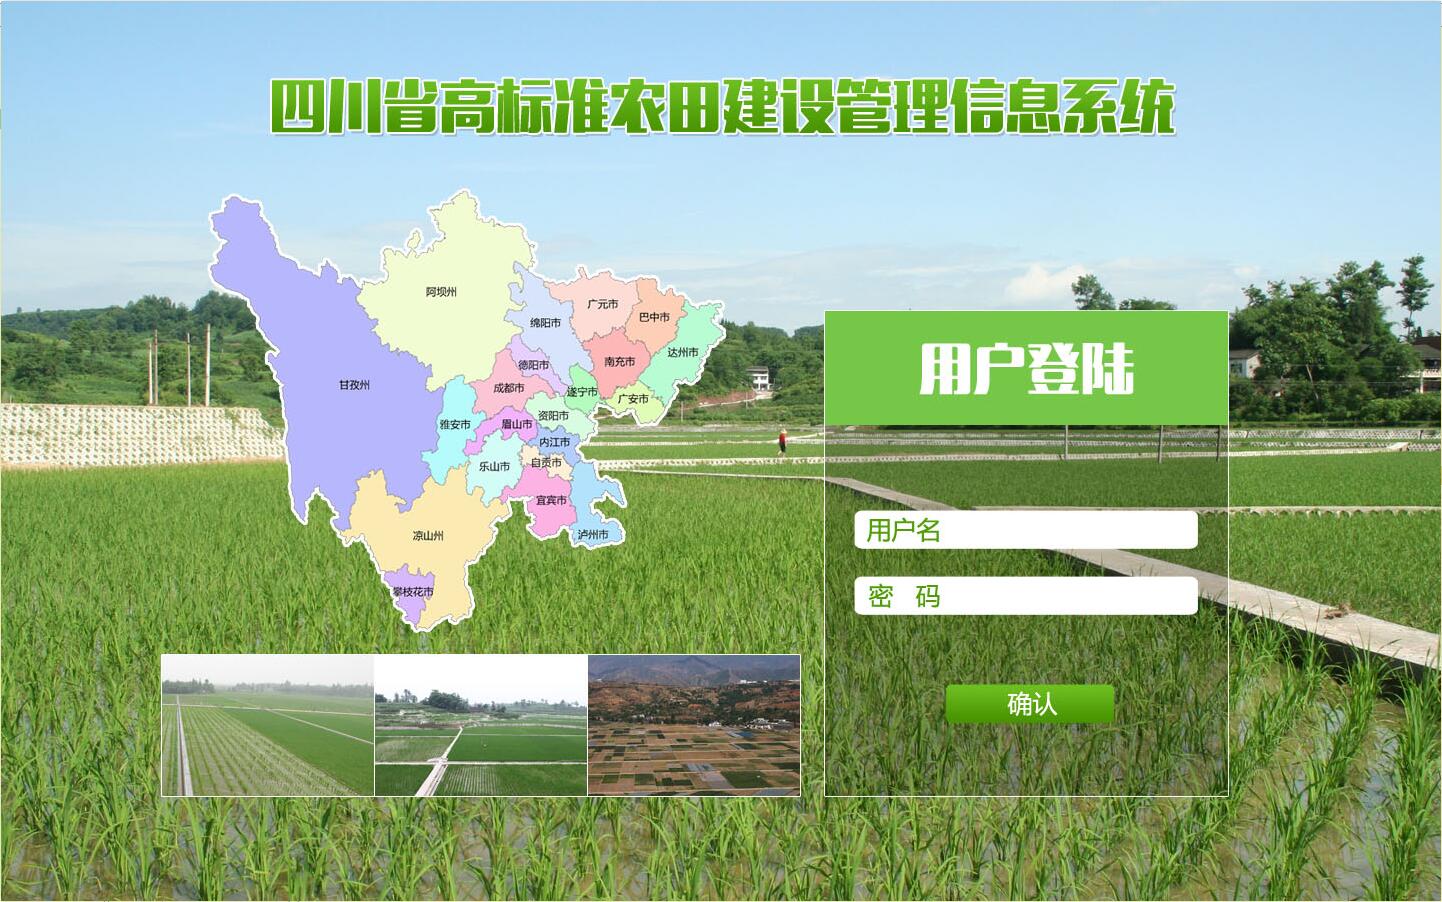 四川省高标准农田建设管理信息系统
阿坝州
甘孜州
绵阳市
广元市
巴中市
达州市
南充市
德阳市
成都市
遂宁市
广安市
资阳市
雅安市
眉山市
内江市
自贡市
乐山市
宜宾市
泸州市
凉山州
攀枝花市
用户登陆
用户名
密 码
确认